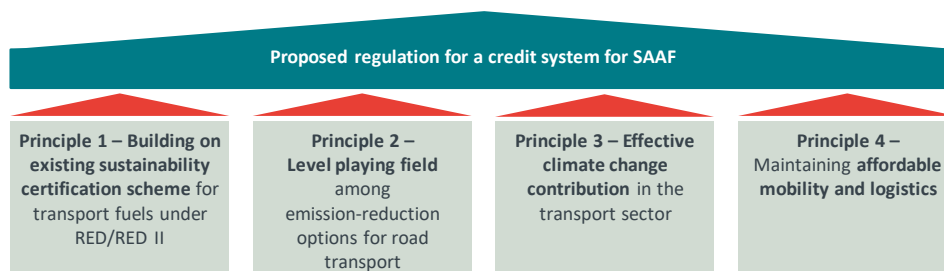 Proposed regulation for a credit system for SAAF
Principle 1 – Building on
existing sustainability
certification scheme for
transport fuels under
RED/RED II
Principle 2 –
Level playing field
among
emission-reduction
options for road
transport
Principle 3 – Effective
climate change
contribution in the
transport sector
Principle 4 –
Maintaining affordable
mobility and logistics